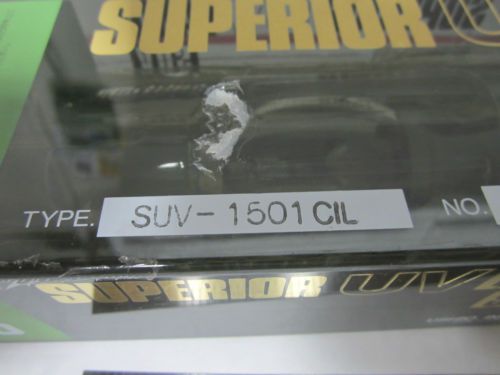 SUPERIOR U
TYPE. SUV-1501CIL NO.
SUPERIOR UV